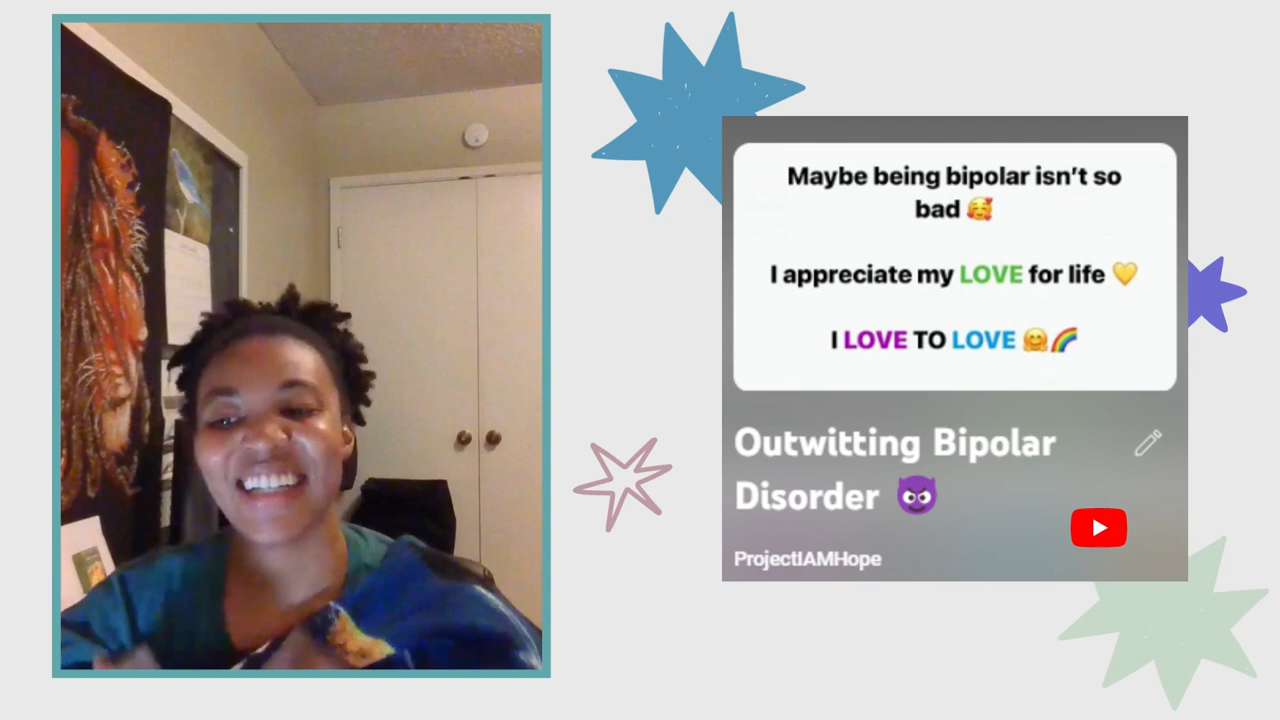 Maybe being bipolar isn’t so
bad 🥰
I appreciate my LOVE for life 💛
I LOVE TO LOVE 🤗🌈
Outwitting Bipolar
Disorder 😈
ProjectIAMHope